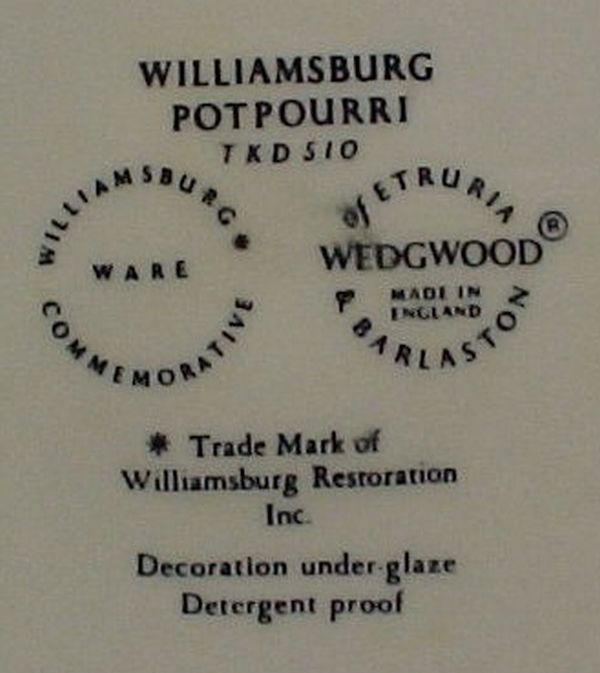 WILLIAMSBURG
POTPOURRI
TKD510
WILLIAMSBURG*
WARE
COMMEMORATIVE
of ETRURIA
WEDGWOOD®
MADE IN
ENGLAND
& BARLASTON
* Trade Mark of
Williamsburg Restoration
Inc.
Decoration under-glaze
Detergent proof